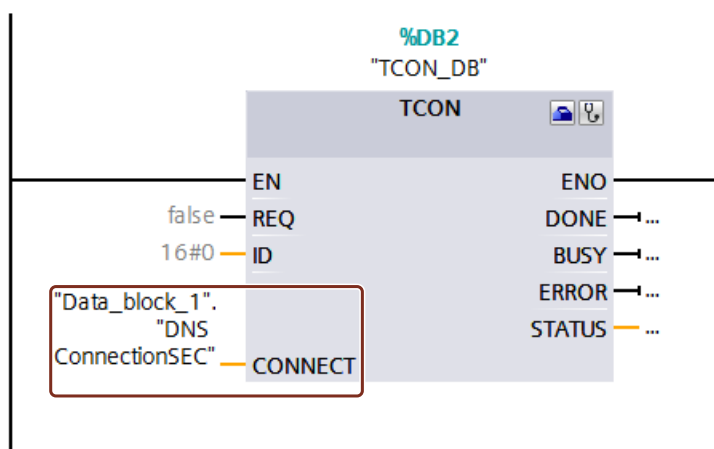 %DB2
"TCON_DB"
TCON
EN
ENO
false
REQ
DONE
...
16#0
ID
BUSY
...
"Data_block_1".
"DNS
ConnectionSEC"
CONNECT
ERROR
...
STATUS
...